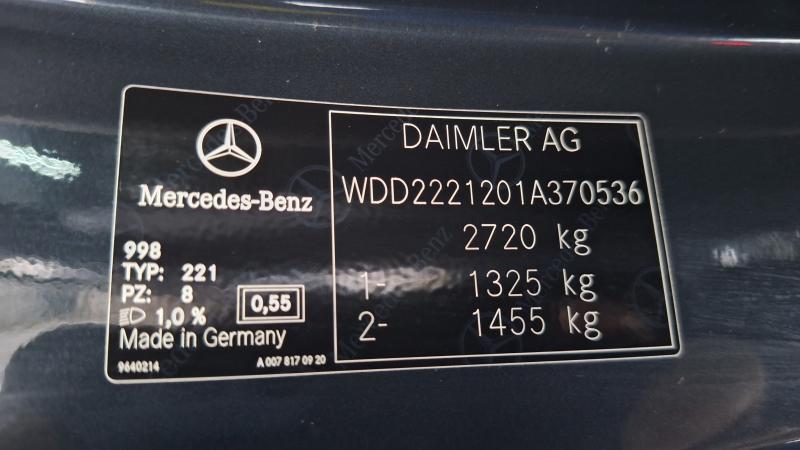 Mercedes-Benz
998
TYP: 221
PZ: 8
1,0 %
0,55
Made in Germany
9640214
A 007 817 09 20
DAIMLER AG
WDD2221201A370536
2720 kg
1- 1325 kg
2- 1455 kg